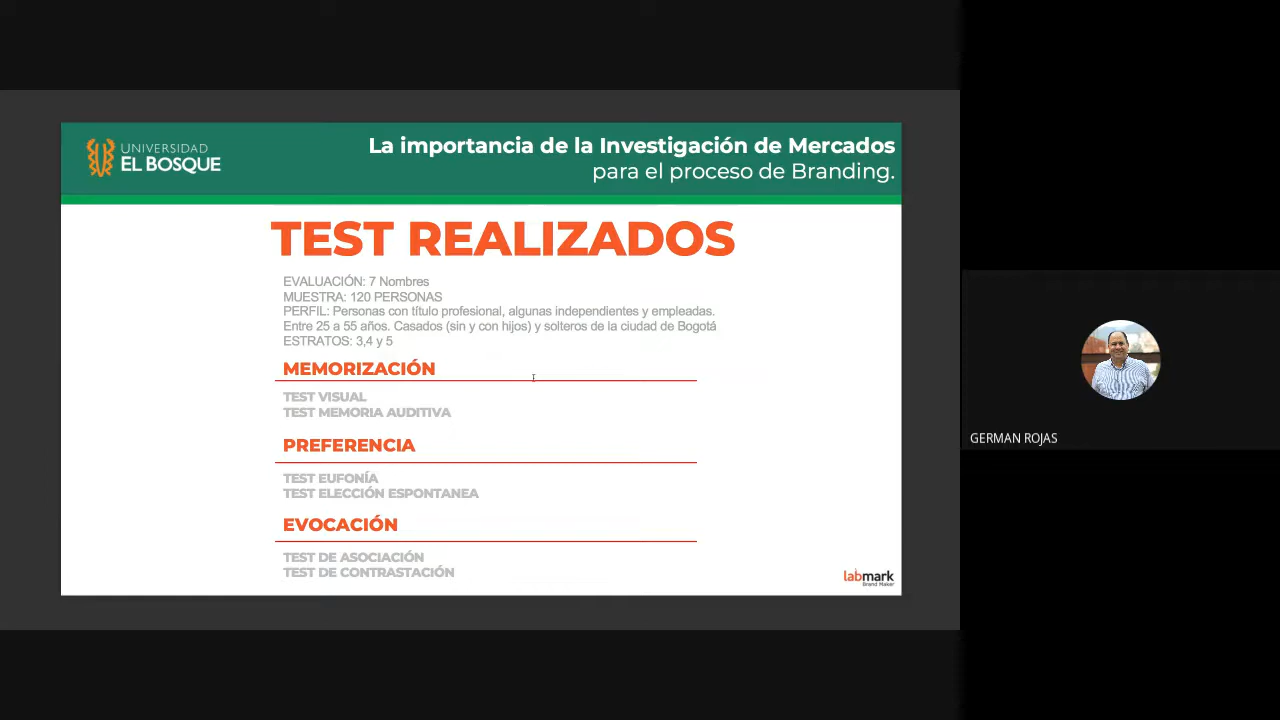 UNIVERSIDAD
EL BOSQUE
La importancia de la Investigación de Mercados
para el proceso de Branding.
TEST REALIZADOS
EVALUACIÓN: 7 Nombres
MUESTRA: 120 PERSONAS
PERFIL: Personas con título profesional, algunas independientes y empleadas.
Entre 25 a 55 años. Casados (sin y con hijos) y solteros de la ciudad de Bogotá
ESTRATOS: 3,4 y 5
MEMORIZACIÓN
TEST VISUAL
TEST MEMORIA AUDITIVA
PREFERENCIA
TEST EUFONÍA
TEST ELECCIÓN ESPONTANEA
EVOCACIÓN
TEST DE ASOCIACIÓN
TEST DE CONTRASTACIÓN
labmark
Brand Maker
GERMAN ROJAS